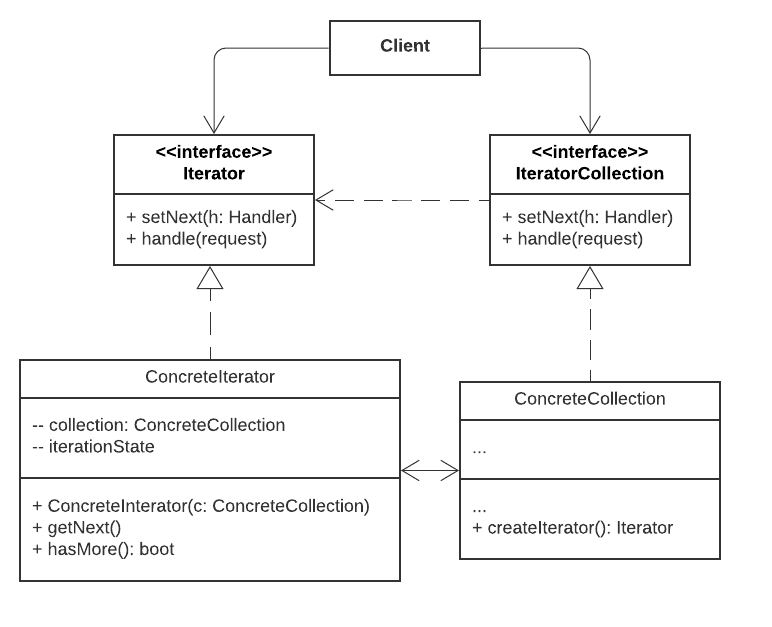 Client
<<interface>>
Iterator
+ setNext(h: Handler)
+ handle(request)
<<interface>>
IteratorCollection
+ setNext(h: Handler)
+ handle(request)
ConcreteIterator
-- collection: ConcreteCollection
-- iterationState
+ ConcreteInterator(c: ConcreteCollection)
+ getNext()
+ hasMore(): boot
ConcreteCollection
...
...
+ createIterator(): Iterator